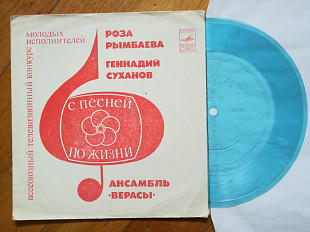 ВСЕСОЮЗНЫЙ ТЕЛЕВИЗИОННЫЙ КОНКУРС
МОЛОДЫХ ИСПОЛНИТЕЛЕЙ
РОЗА
РЫМБАЕВА
ГЕННАДИЙ
СУХАНОВ
С ПЕСНЕЙ
ПО ЖИЗНИ
АНСАМБЛЬ
·ВЕРАСЫ·